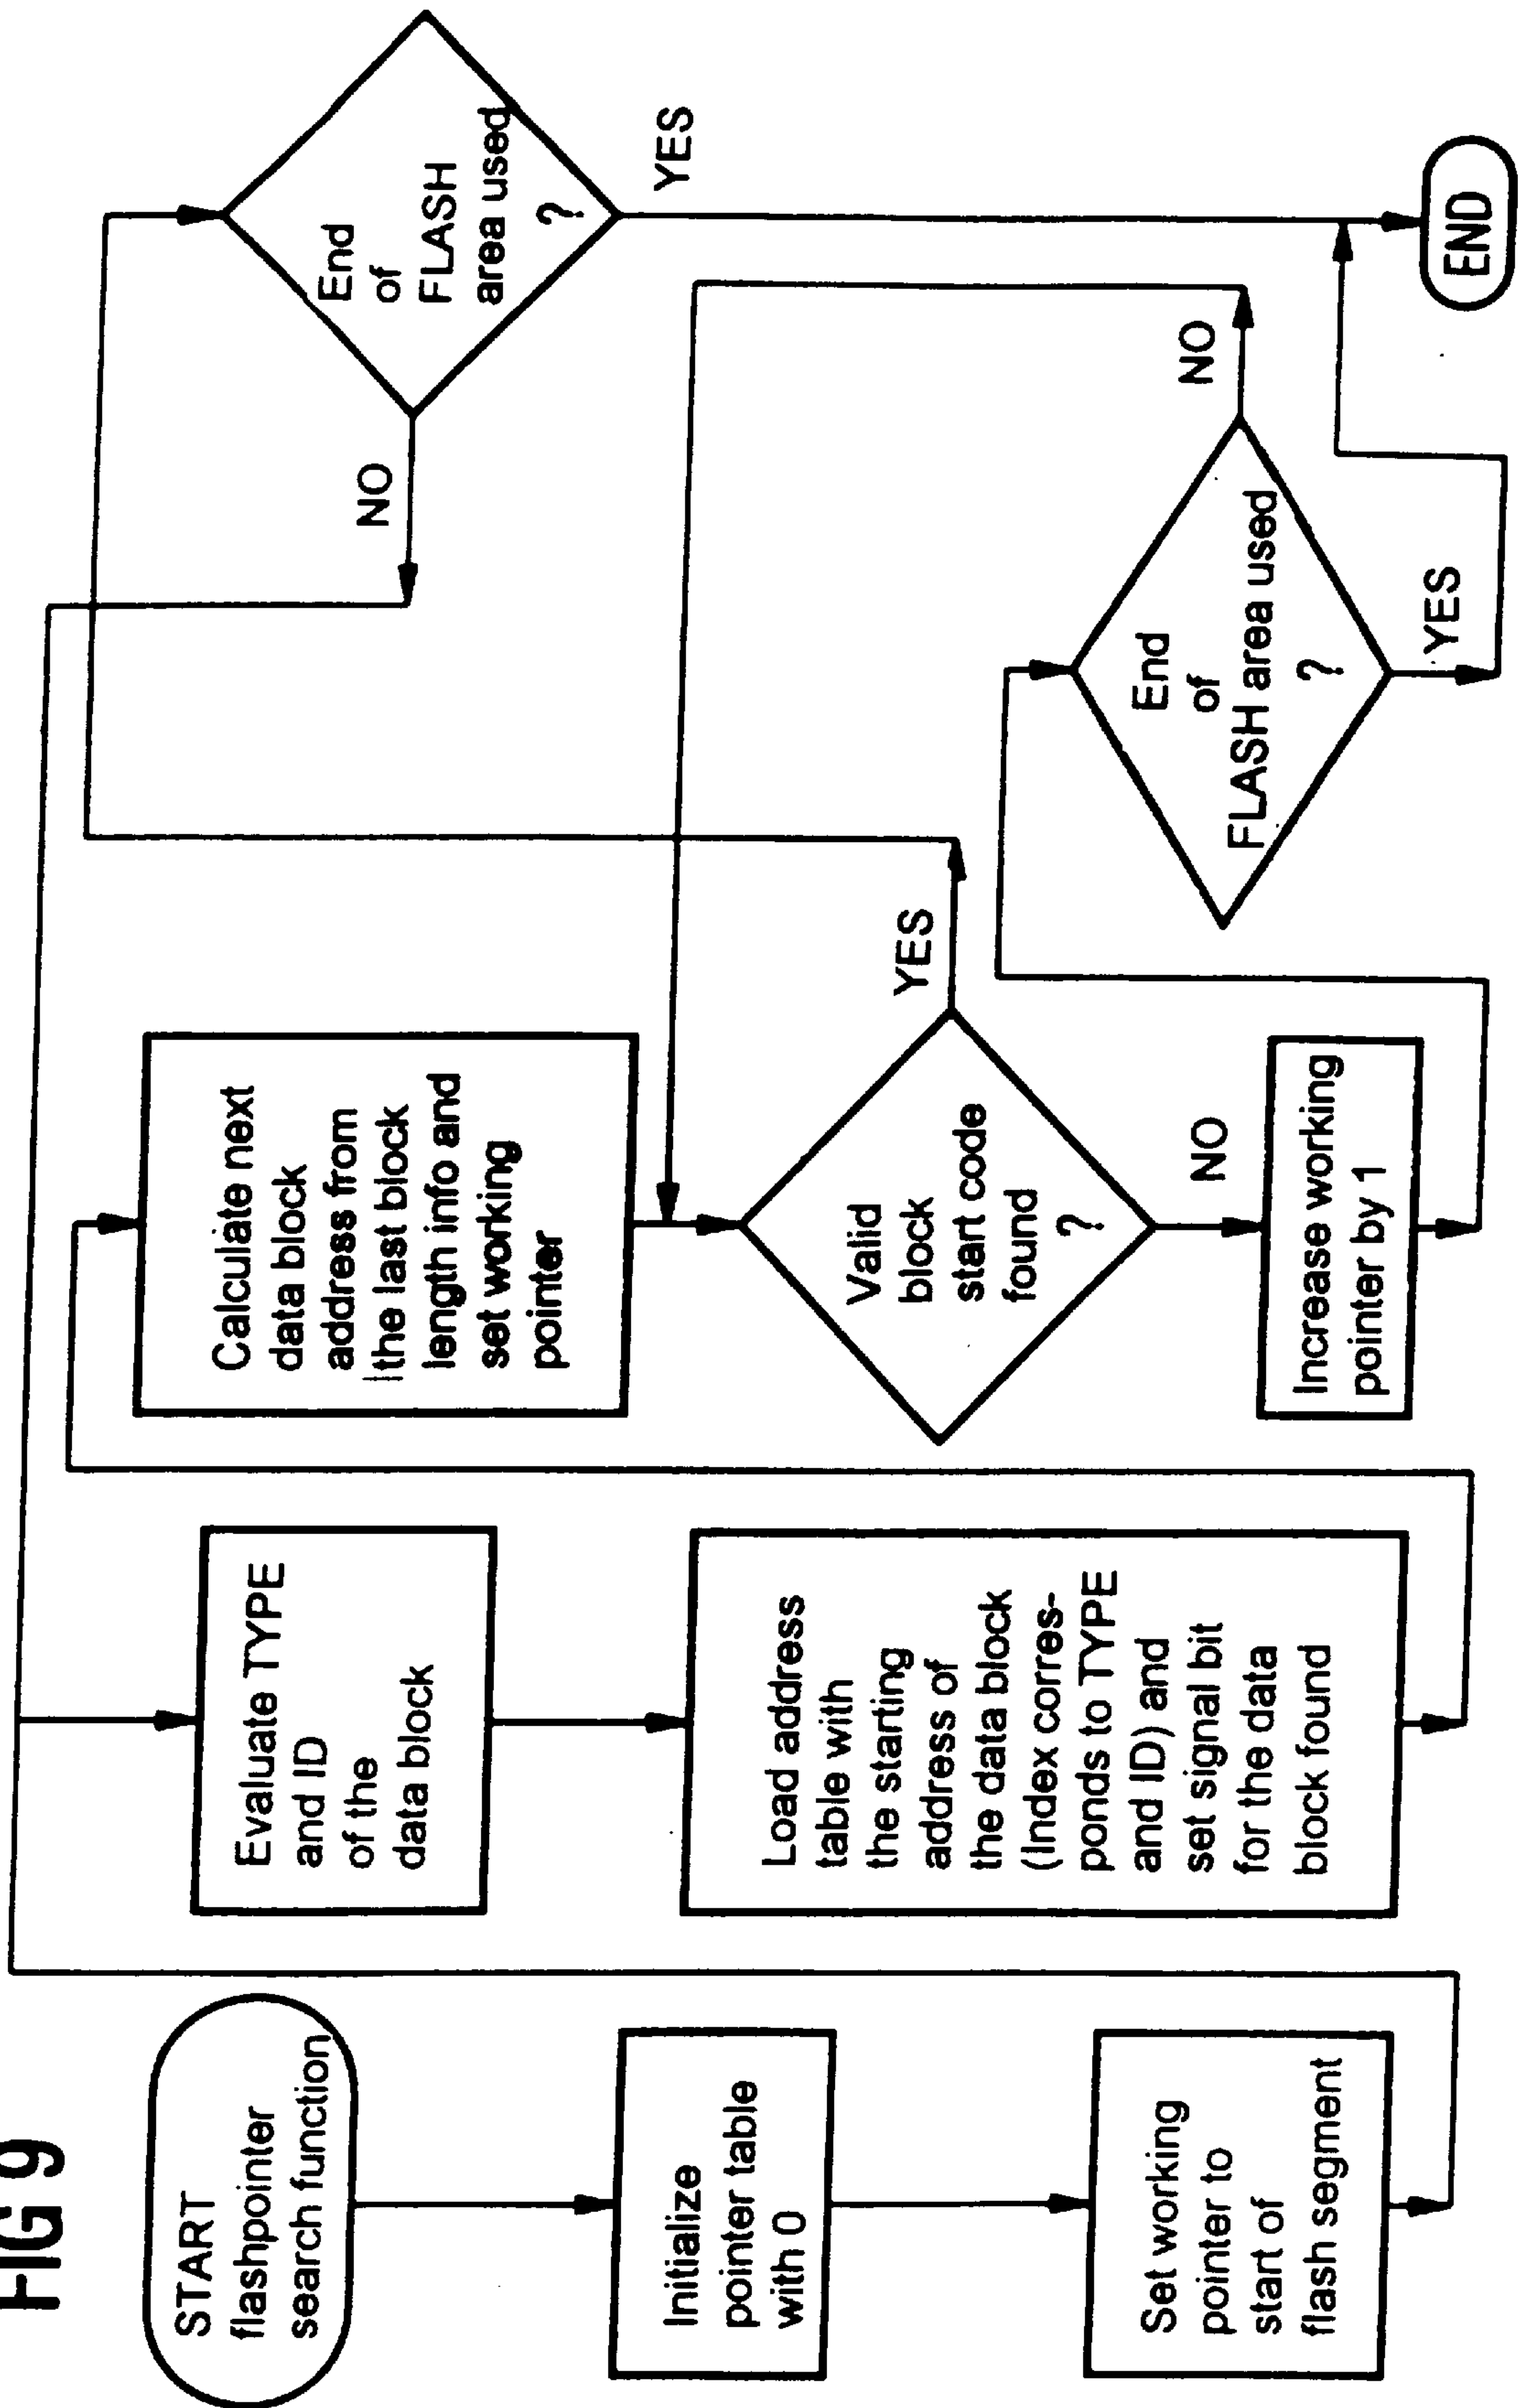 FIG 9
START
flashpointer
search function
Initialize
pointer table
with 0
Set working
pointer to
start of
flash segment
Evaluate TYPE
and ID
of the
data block
Load address
table with
the starting
address of
the data block
(Index corres-
ponds to TYPE
and ID) and
set signal bit
for the data
block found
Calculate next
data block
address from
the last block
length info and
set working
pointer
Valid
block
start code
found
?
YES
NO
Increase working
pointer by 1
End
of
FLASH
area used
?
NO
YES
End
of
FLASH area used
?
NO
YES
END